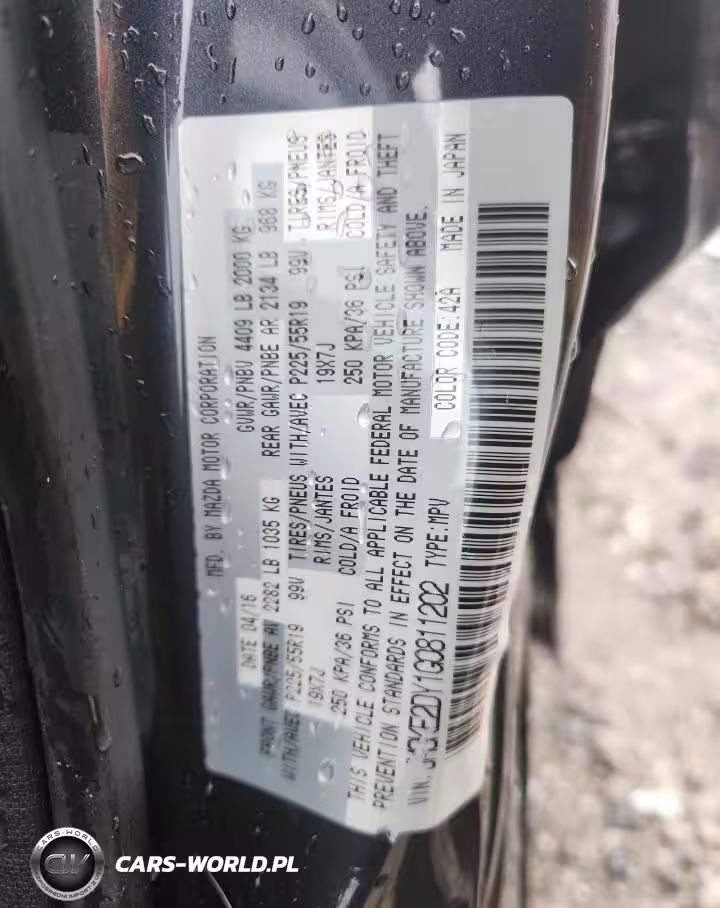 MFD. BY MAZDA MOTOR CORPORATION
DATE 04/16 GVWR/PNBV 4409 LB 2000 KG
FRONT GAWR/PNBE AV 2282 LB 1035 KG REAR GAWR/PNBE AR 2134 LB 968 KG
WITH/AVEC P225/55R19 99V TIRES/PNEUS WITH/AVEC P225/55R19 99V TIRES/PNEUS
19X7J RIMS/JANTES 19X7J RIMS/JANTES
250 KPA/36 PSI COLD/A FROID 250 KPA/36 PSI COLD/A FROID
THIS VEHICLE CONFORMS TO ALL APPLICABLE FEDERAL MOTOR VEHICLE SAFETY AND THEFT
PREVENTION STANDARDS IN EFFECT ON THE DATE OF MANUFACTURE SHOWN ABOVE.
VIN. TYPE:MPV COLOR CODE:42A MADE IN JAPAN
CARS-WORLD
CARS-WORLD.PL